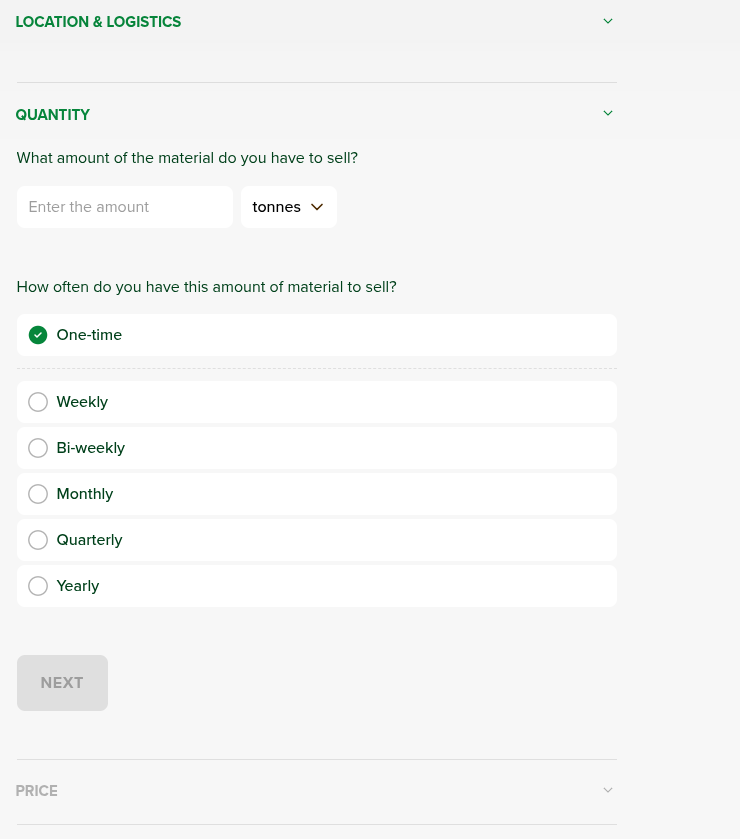 LOCATION & LOGISTICS
QUANTITY
What amount of the material do you have to sell?
Enter the amount
tonnes
How often do you have this amount of material to sell?
One-time
Weekly
Bi-weekly
Monthly
Quarterly
Yearly
NEXT
PRICE